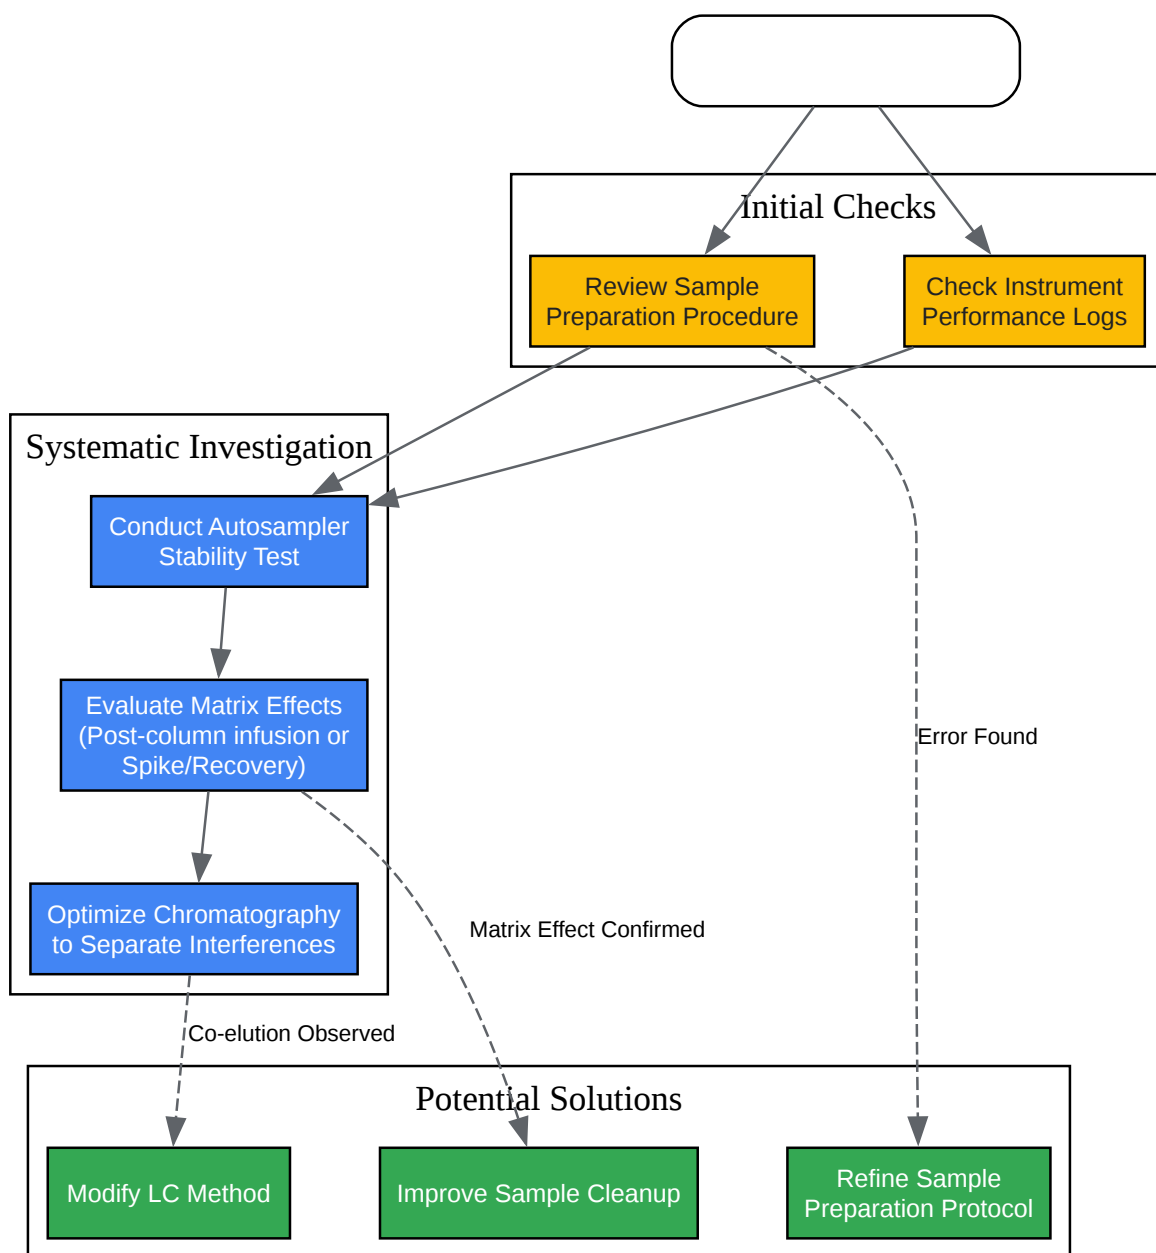 Initial Checks
Review Sample
Preparation Procedure
Check Instrument
Performance Logs
Systematic Investigation
Conduct Autosampler
Stability Test
Evaluate Matrix Effects
(Post-column infusion or
Spike/Recovery)
Error Found
Optimize Chromatography
to Separate Interferences
Matrix Effect Confirmed
Co-elution Observed
Potential Solutions
Modify LC Method
Improve Sample Cleanup
Refine Sample
Preparation Protocol